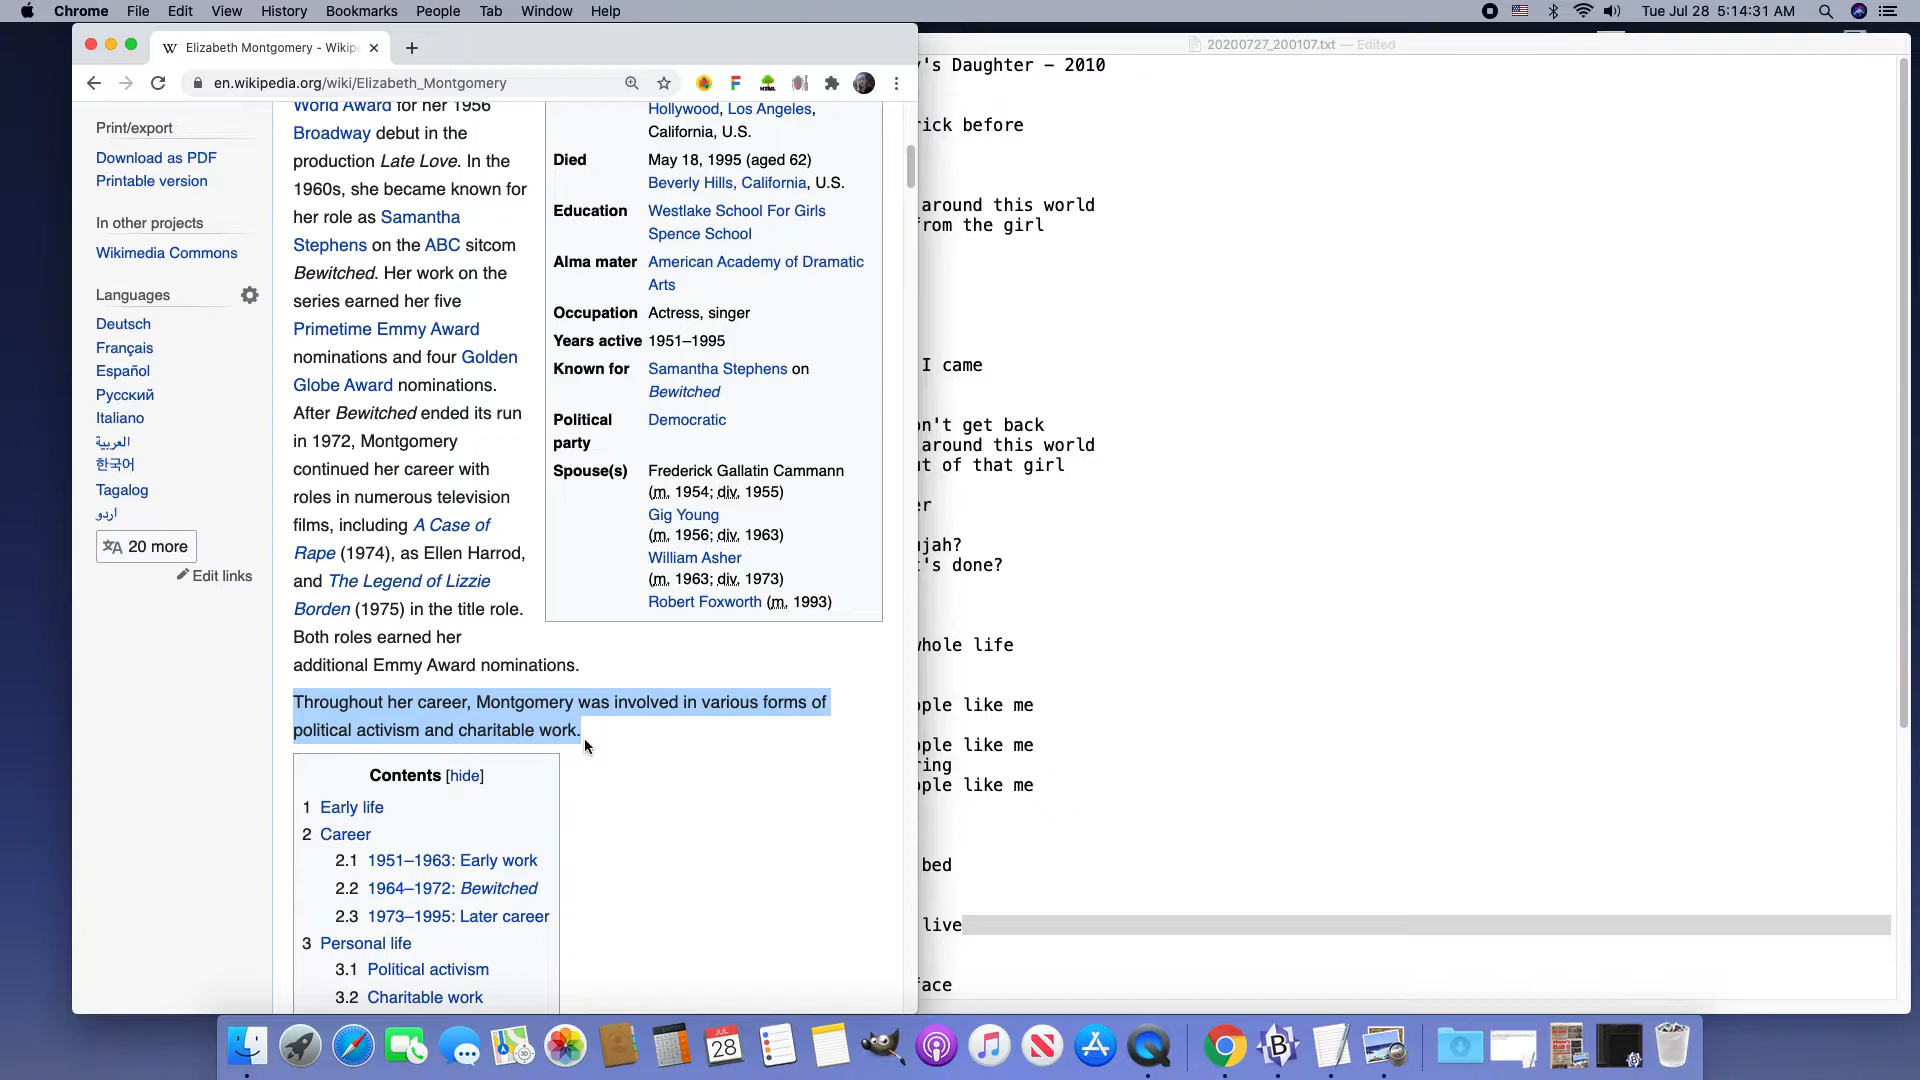 Chrome File Edit View History Bookmarks People Tab Window Help
Tue Jul 28 5:14:31 AM
Elizabeth Montgomery - Wikip
en.wikipedia.org/wiki/Elizabeth_Montgomery
Print/export
Download as PDF
Printable version
In other projects
Wikimedia Commons
Languages
Deutsch
Français
Español
Русский
Italiano
العربية
한국어
Tagalog
اردو
20 more
Edit links
World Award for her 1956
Broadway debut in the
production Late Love. In the
1960s, she became known for
her role as Samantha
Stephens on the ABC sitcom
Bewitched. Her work on the
series earned her five
Primetime Emmy Award
nominations and four Golden
Globe Award nominations.
After Bewitched ended its run
in 1972, Montgomery
continued her career with
roles in numerous television
films, including A Case of
Rape (1974), as Ellen Harrod,
and The Legend of Lizzie
Borden (1975) in the title role.
Both roles earned her
additional Emmy Award nominations.
Throughout her career, Montgomery was involved in various forms of
political activism and charitable work.
Hollywood, Los Angeles,
California, U.S.
Died May 18, 1995 (aged 62)
Beverly Hills, California, U.S.
Education Westlake School For Girls
Spence School
Alma mater American Academy of Dramatic
Arts
Occupation Actress, singer
Years active 1951–1995
Known for Samantha Stephens on
Bewitched
Political
party Democratic
Spouse(s) Frederick Gallatin Cammann
(m. 1954; div. 1955)
Gig Young
(m. 1956; div. 1963)
William Asher
(m. 1963; div. 1973)
Robert Foxworth (m. 1993)
Contents [hide]
1 Early life
2 Career
2.1 1951–1963: Early work
2.2 1964–1972: Bewitched
2.3 1973–1995: Later career
3 Personal life
3.1 Political activism
3.2 Charitable work
20200727_200107.txt — Edited
's Daughter – 2010
ick before
around this world
rom the girl
I came
n't get back
around this world
t of that girl
r
jah?
t's done?
whole life
ple like me
ple like me
ring
ple like me
bed
live
face
JUL
28